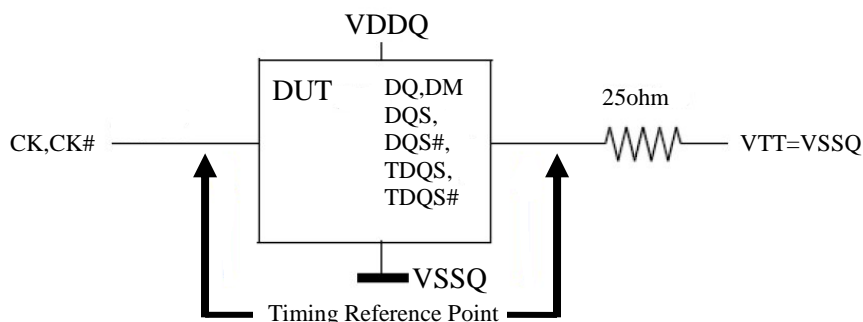 VDDQ
DUT
DQ,DM
DQS,
DQS#,
TDQS,
TDQS#
25ohm
CK,CK#
VTT=VSSQ
VSSQ
Timing Reference Point